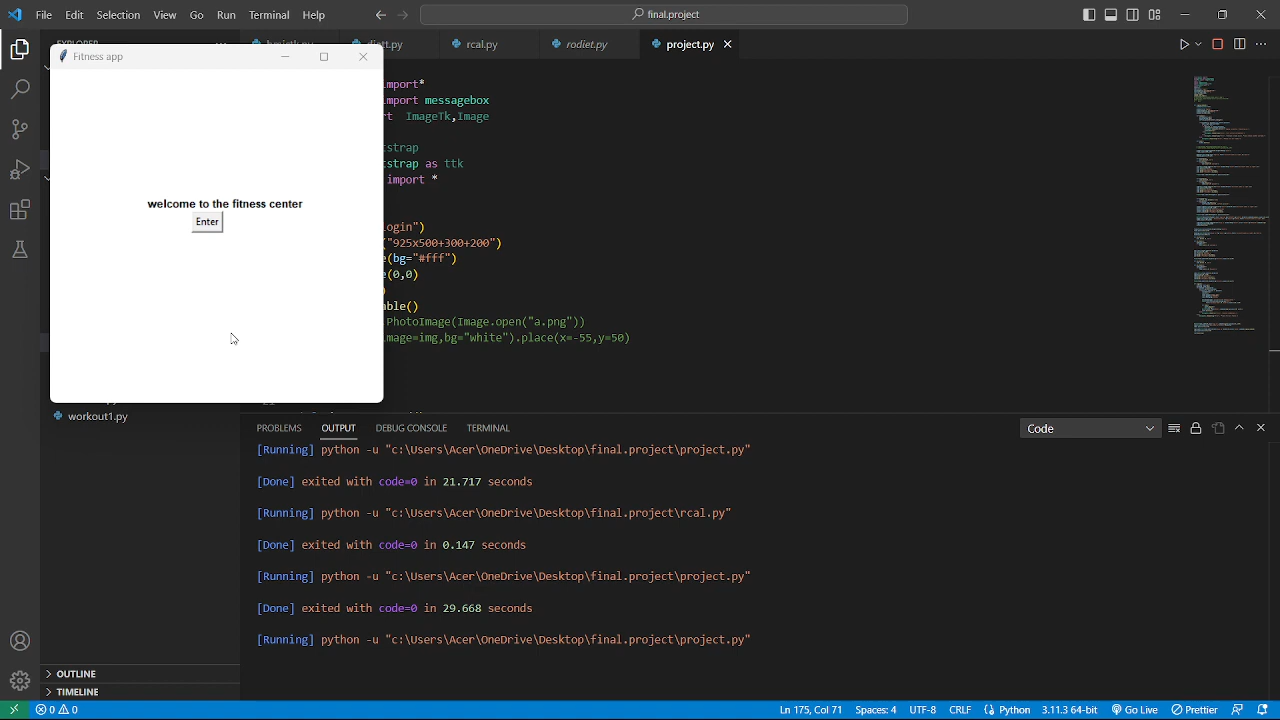 File Edit Selection View Go Run Terminal Help
final.project
Fitness app
diett.py
rcal.py
rodiet.py
project.py
import*
import messagebox
ImageTk,Image
strap
tstrap as ttk
import *
ogin")
("925x500+300+200")
e(bg="#fff")
e(0,0)
)
able()
PhotoImage(Image.open("a.png"))
image=img,bg="white").place(x=-55,y=50)
welcome to the fitness center
Enter
workout1.py
PROBLEMS OUTPUT DEBUG CONSOLE TERMINAL
Code
[Running] python -u "c:\Users\Acer\OneDrive\Desktop\final.project\project.py"
[Done] exited with code=0 in 21.717 seconds
[Running] python -u "c:\Users\Acer\OneDrive\Desktop\final.project\rcal.py"
[Done] exited with code=0 in 0.147 seconds
[Running] python -u "c:\Users\Acer\OneDrive\Desktop\final.project\project.py"
[Done] exited with code=0 in 29.668 seconds
[Running] python -u "c:\Users\Acer\OneDrive\Desktop\final.project\project.py"
OUTLINE
TIMELINE
0 0
Ln 175, Col 71 Spaces: 4 UTF-8 CRLF Python 3.11.3 64-bit Go Live Prettier